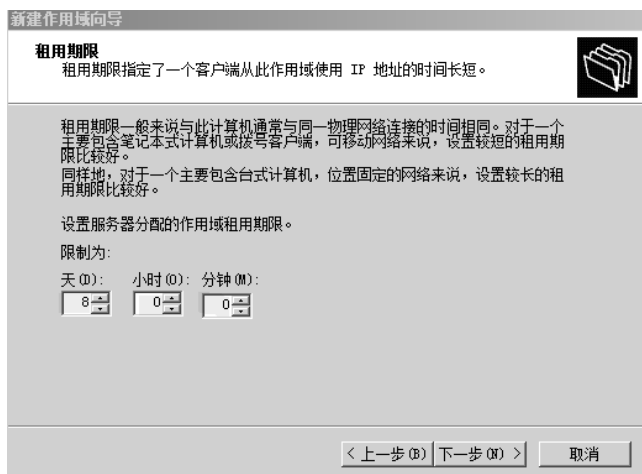 新建作用域向导
租用期限
租用期限指定了一个客户端从此作用域使用 IP 地址的时间长短。
租用期限一般来说与此计算机通常与同一物理网络连接的时间相同。对于一个
主要包含笔记本式计算机或拨号客户端，可移动网络来说，设置较短的租用期
限比较好。
同样地，对于一个主要包含台式计算机，位置固定的网络来说，设置较长的租
用期限比较好。
设置服务器分配的作用域租用期限。
限制为:
天(D): 小时(O): 分钟(M):
8 0 0
< 上一步(B) 下一步(N) > 取消